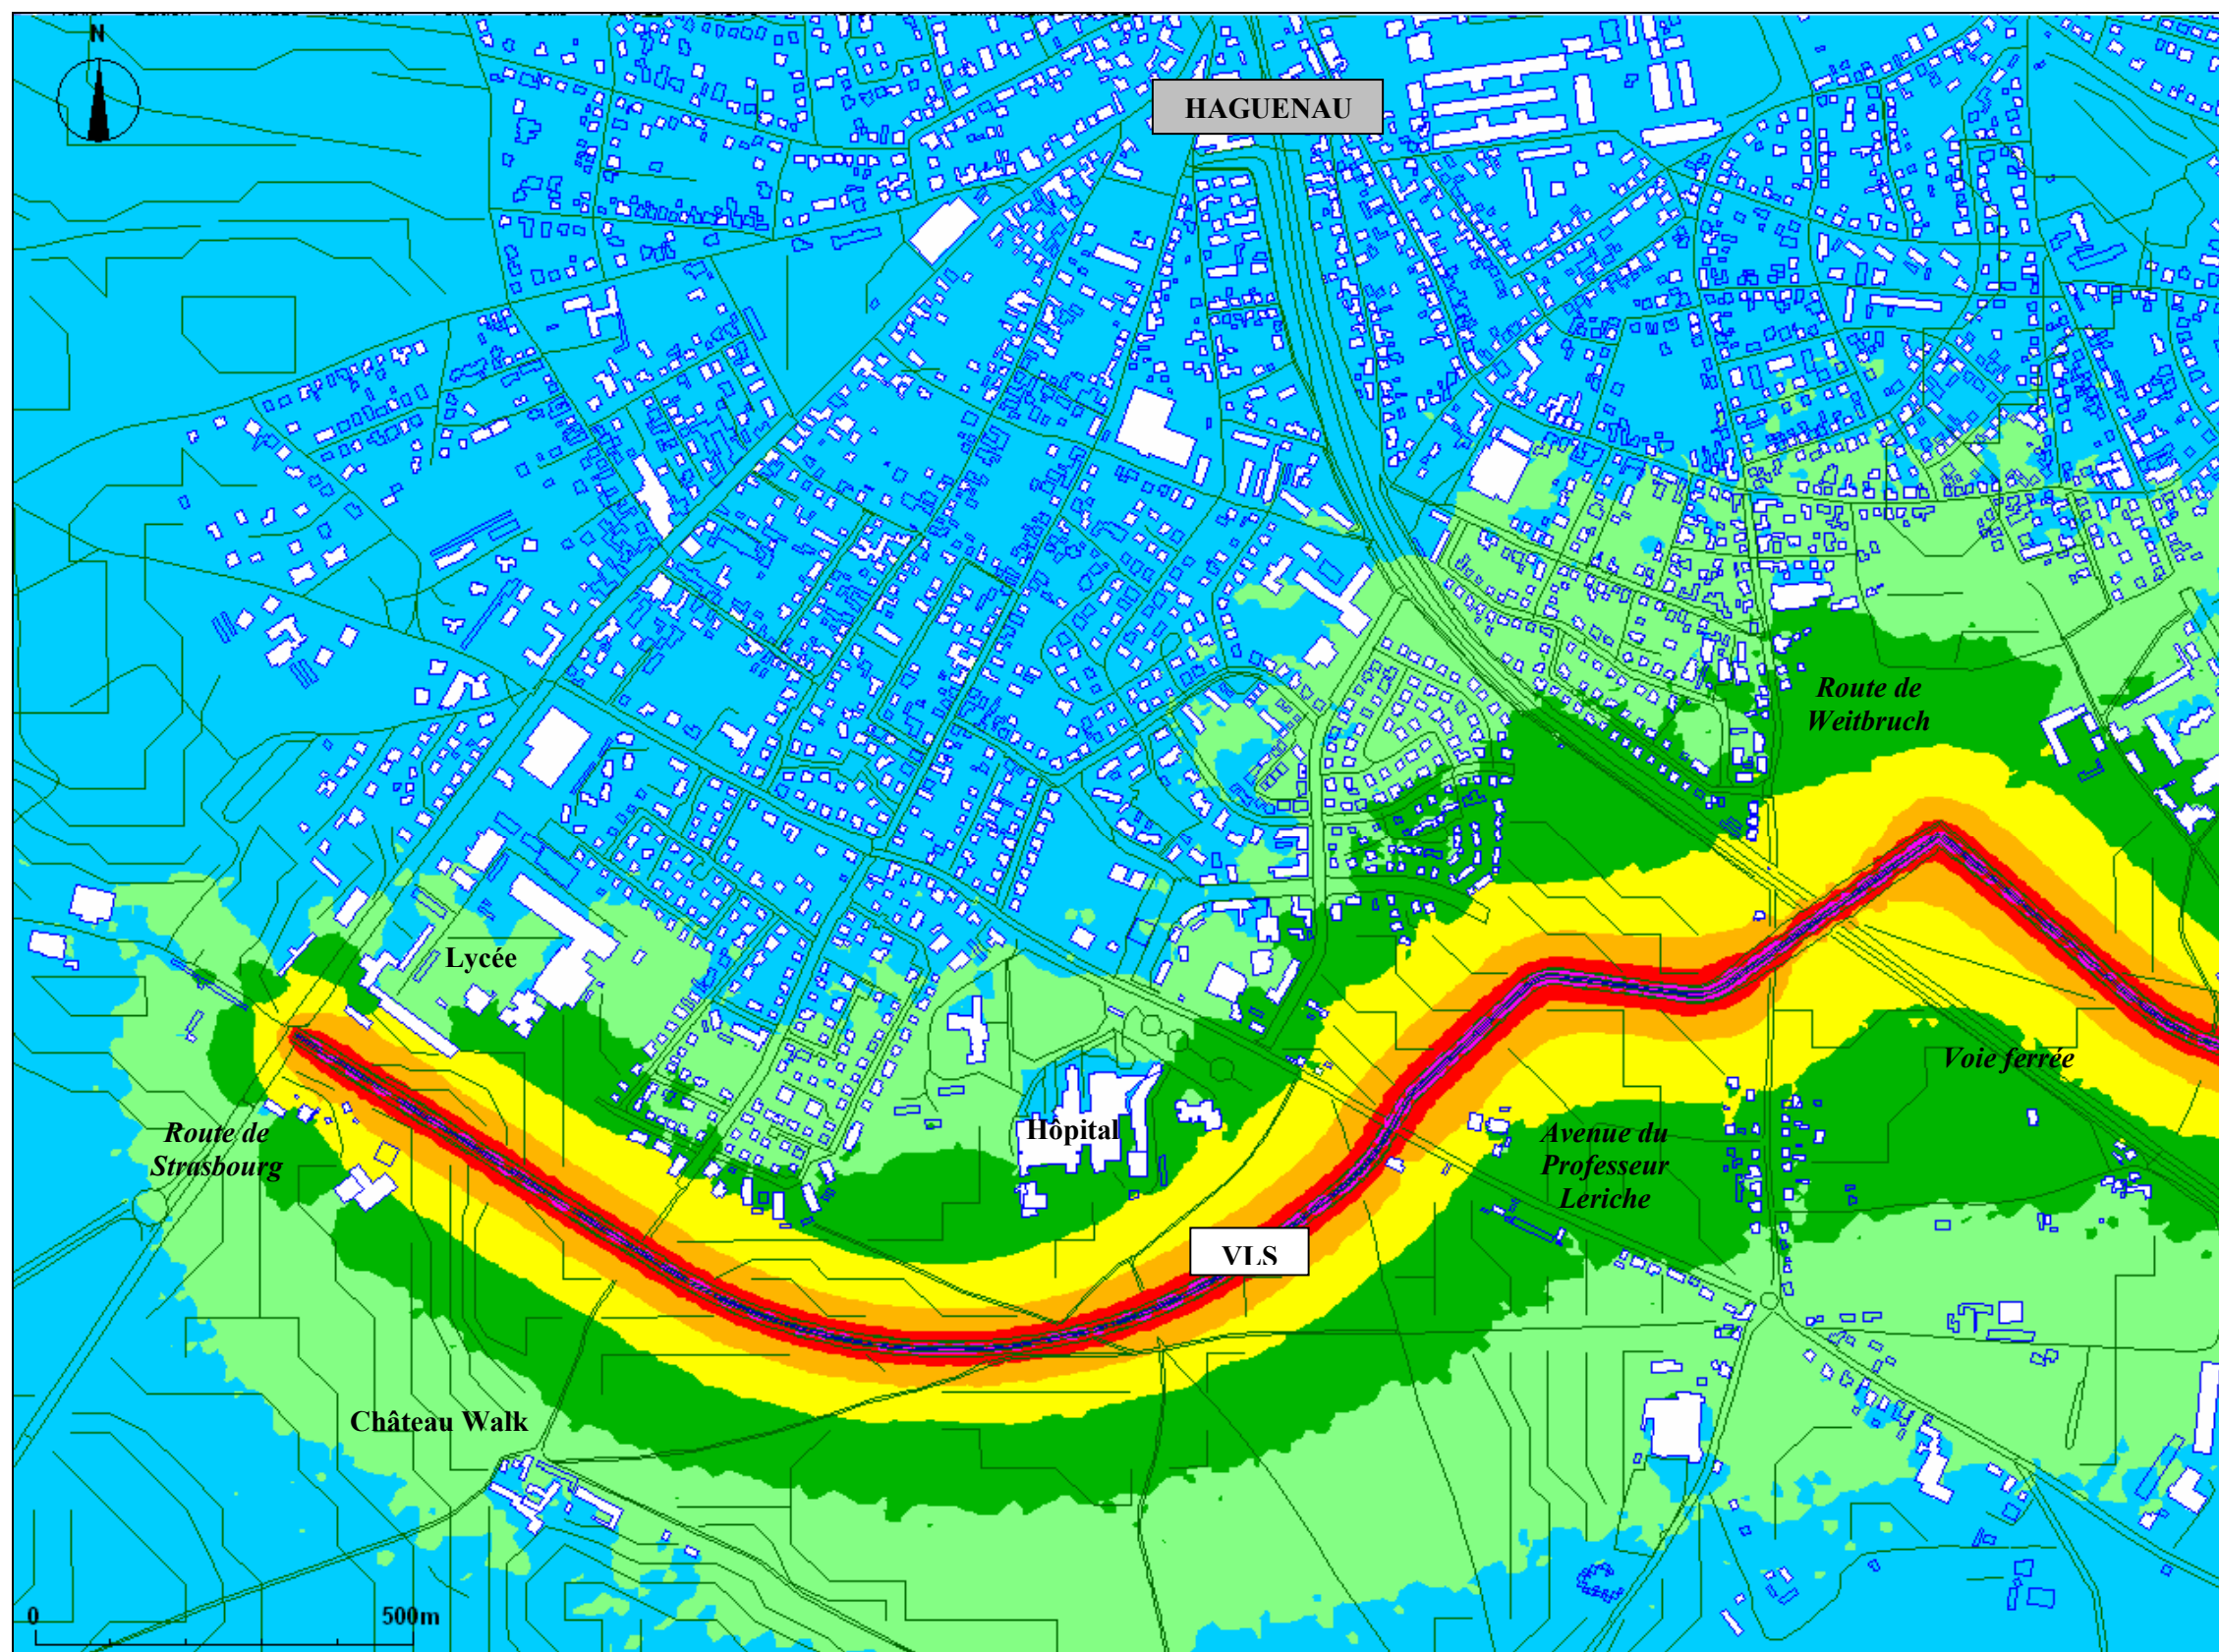 N
HAGUENAU
Route de
Weitbruch
Lycée
Voie ferrée
Route de
Strasbourg
Hôpital
Avenue du
Professeur
Leriche
VLS
Château Walk
0
500m